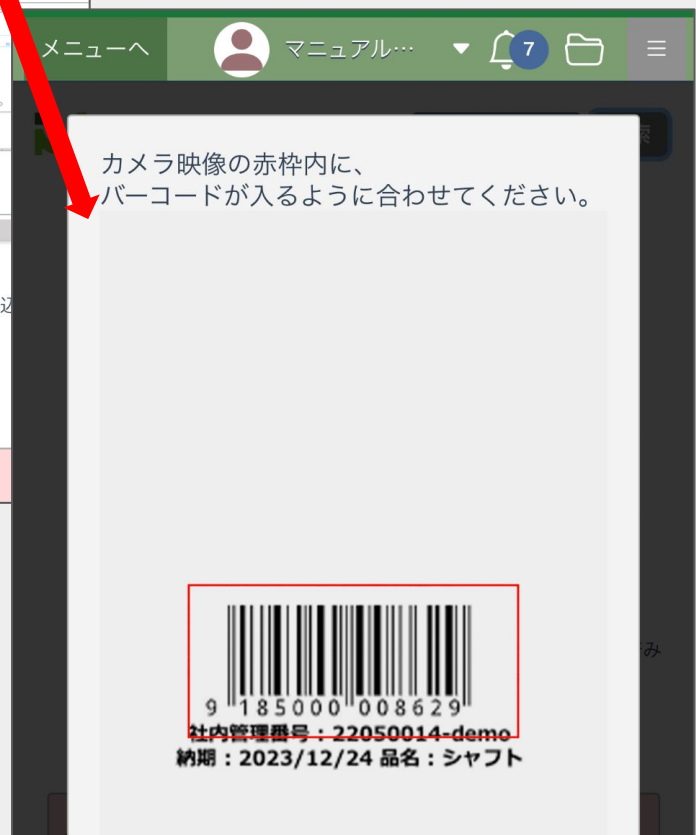 メニューへ
マニュアル…
7
カメラ映像の赤枠内に、
バーコードが入るように合わせてください。
9 185000 008629
社内管理番号：22050014-demo
納期：2023/12/24 品名：シャフト
み